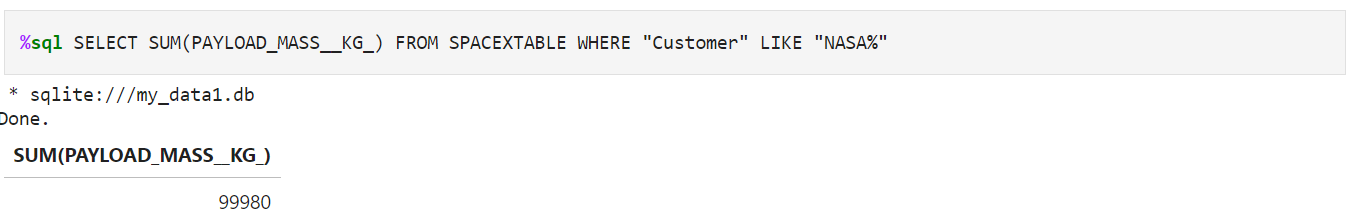 %sql SELECT SUM(PAYLOAD_MASS__KG_) FROM SPACEXTABLE WHERE "Customer" LIKE "NASA%"
* sqlite:///my_data1.db
Done.
SUM(PAYLOAD_MASS__KG_)
99980